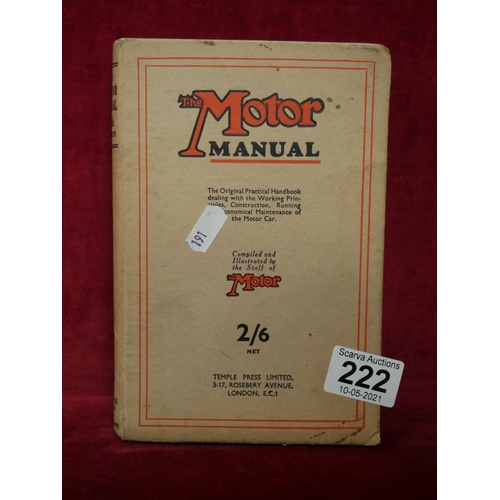 The Motor
MANUAL
The Original Practical Handbook
dealing with the Working Prin-
ciples, Construction, Running
Economical Maintenance of
the Motor Car.
191
Compiled and
Illustrated by
the Staff of
The Motor
2/6
NET
TEMPLE PRESS LIMITED,
5-17, ROSEBERY AVENUE,
LONDON, E.C.1
Scarva Auctions
222
10-05-2021